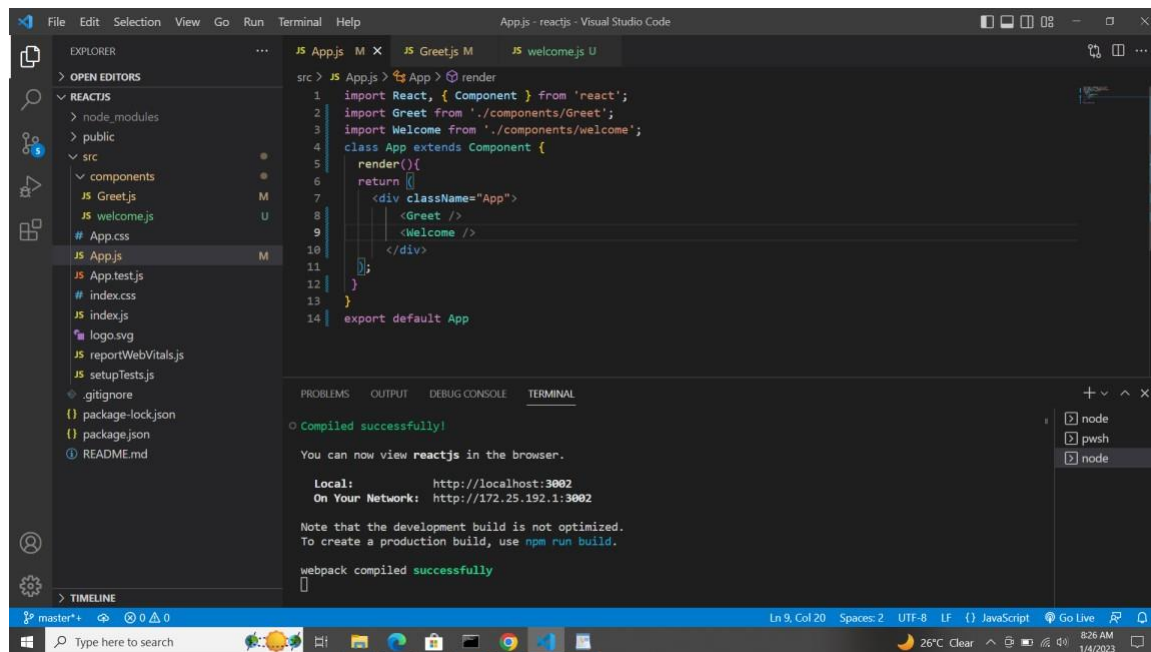 File Edit Selection View Go Run Terminal Help
App.js - reactjs - Visual Studio Code
EXPLORER
OPEN EDITORS
REACTJS
node_modules
public
src
components
JS Greet.js M
JS welcome.js U
# App.css
JS App.js M
JS App.test.js
# index.css
JS index.js
logo.svg
JS reportWebVitals.js
JS setupTests.js
.gitignore
{} package-lock.json
{} package.json
README.md
TIMELINE
5
JS App.js M
JS Greet.js M
JS welcome.js U
src > JS App.js > App > render
1 import React, { Component } from 'react';
2 import Greet from './components/Greet';
3 import Welcome from './components/welcome';
4 class App extends Component {
5 render(){
6 return (
7 <div className="App">
8 <Greet />
9 <Welcome />
10 </div>
11 );
12 }
13 }
14 export default App
PROBLEMS OUTPUT DEBUG CONSOLE TERMINAL
Compiled successfully!
You can now view reactjs in the browser.
Local: http://localhost:3002
On Your Network: http://172.25.192.1:3002
Note that the development build is not optimized.
To create a production build, use npm run build.
webpack compiled successfully
node
pwsh
node
master*+ 0 0
Ln 9, Col 20 Spaces: 2 UTF-8 LF {} JavaScript Go Live
Type here to search
26°C Clear
8:26 AM
1/4/2023